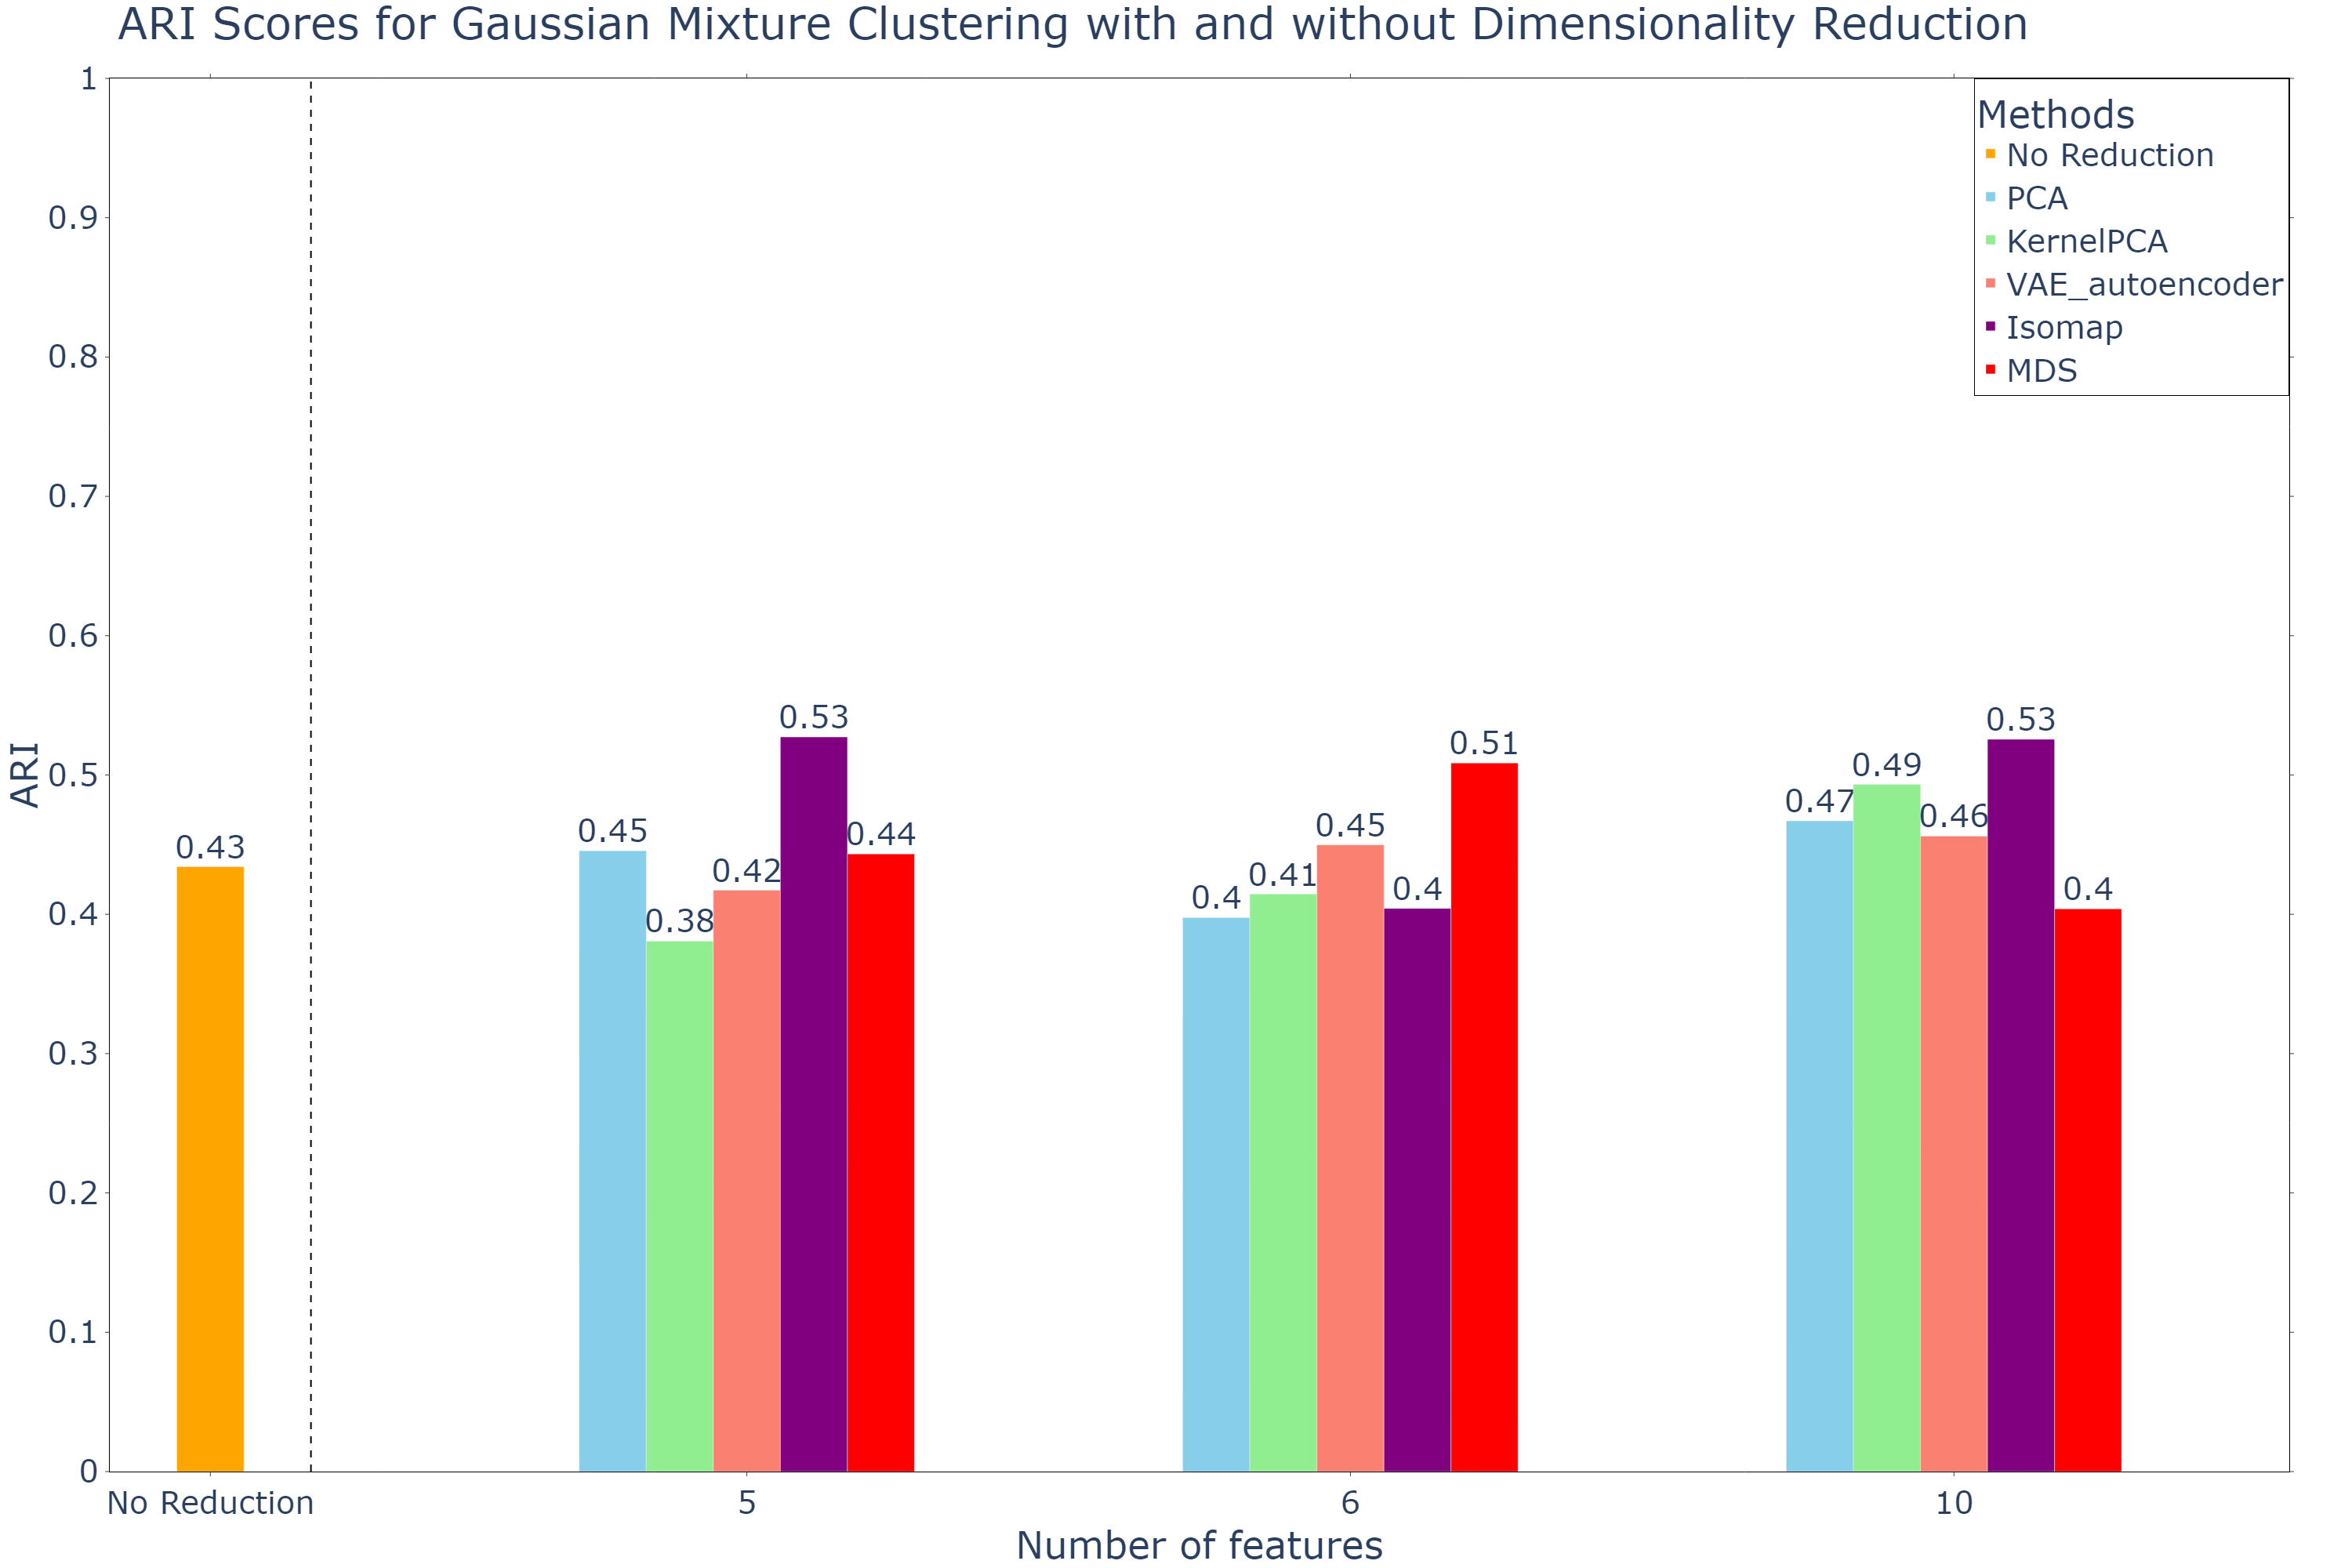 ARI Scores for Gaussian Mixture Clustering with and without Dimensionality Reduction
1
0.9
0.8
0.7
0.6
0.5
0.4
0.3
0.2
0.1
0
ARI
Methods
No Reduction
PCA
KernelPCA
VAE_autoencoder
Isomap
MDS
0.43
0.45
0.38
0.42
0.53
0.44
0.4
0.41
0.45
0.4
0.51
0.47
0.49
0.46
0.53
0.4
No Reduction
5
6
10
Number of features